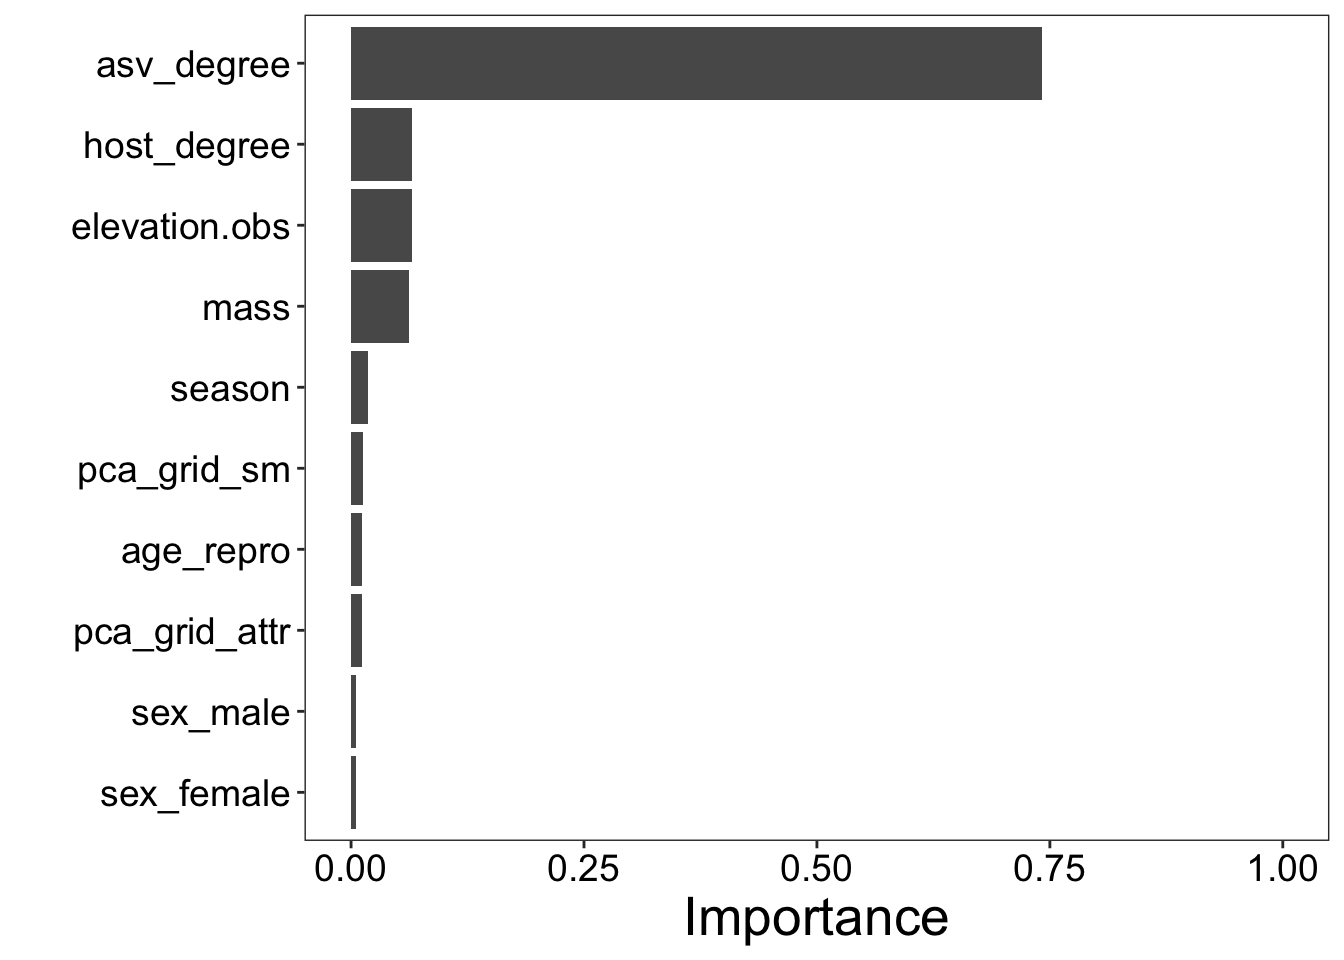 asv_degree
host_degree
elevation.obs
mass
season
pca_grid_sm
age_repro
pca_grid_attr
sex_male
sex_female
0.00 0.25 0.50 0.75 1.00
Importance